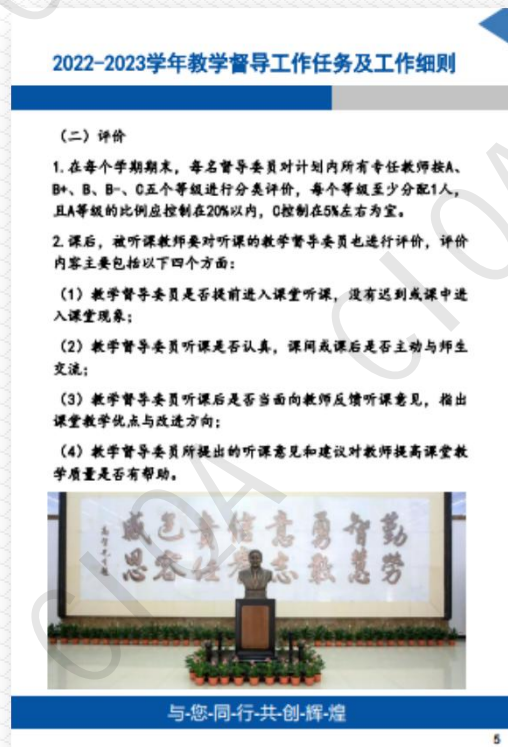 2022-2023学年教学督导工作任务及工作细则
（二）评价
1.在每个学期期末，每名督导委员对计划内所有专任教师按A、
B+、B、B-、C五个等级进行分类评价，每个等级至少分配1人，
且A等级的比例应控制在20%以内，C控制在5%左右为宜。
2.课后，被听课教师要对听课的教学督导委员也进行评价，评价
内容主要包括以下四个方面：
（1）教学督导委员是否提前进入课堂听课，没有迟到或课中进
入课堂现象；
（2）教学督导委员听课是否认真，课间或课后是否主动与师生
交流；
（3）教学督导委员听课后是否当面向教师反馈听课意见，指出
课堂教学优点与改进方向；
（4）教学督导委员所提出的听课意见和建议对教师提高课堂教
学质量是否有帮助。
感包责信意勇智勤
思容任考志毅慧劳
与-您-同-行-共-创-辉-煌
5
CIQA